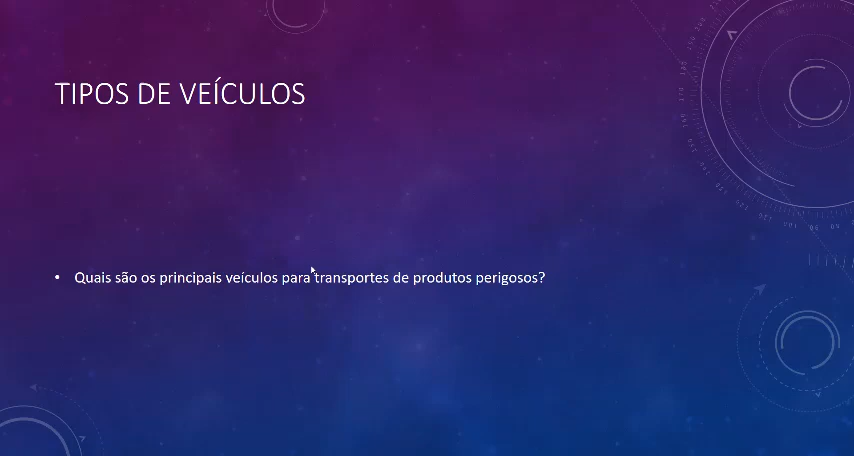 TIPOS DE VEÍCULOS
• Quais são os principais veículos para transportes de produtos perigosos?